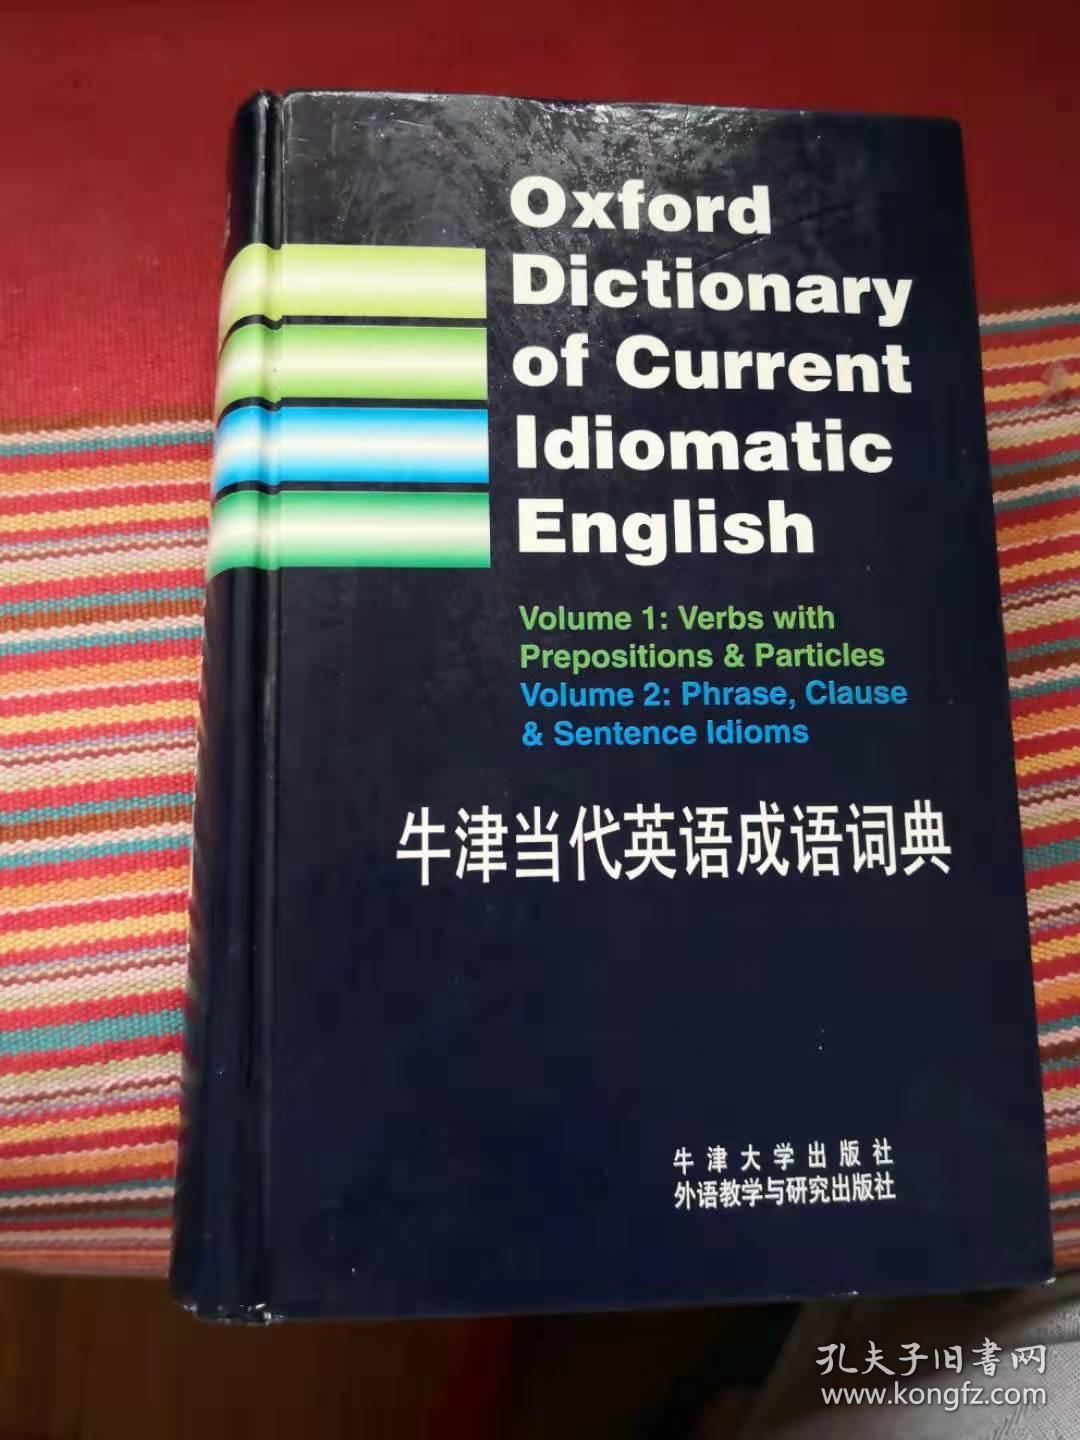 Oxford
Dictionary
of Current
Idiomatic
English
Volume 1: Verbs with
Prepositions & Particles
Volume 2: Phrase, Clause
& Sentence Idioms
牛津当代英语成语词典
牛津大学出版社
外语教学与研究出版社
孔夫子旧書网
www.kongfz.com